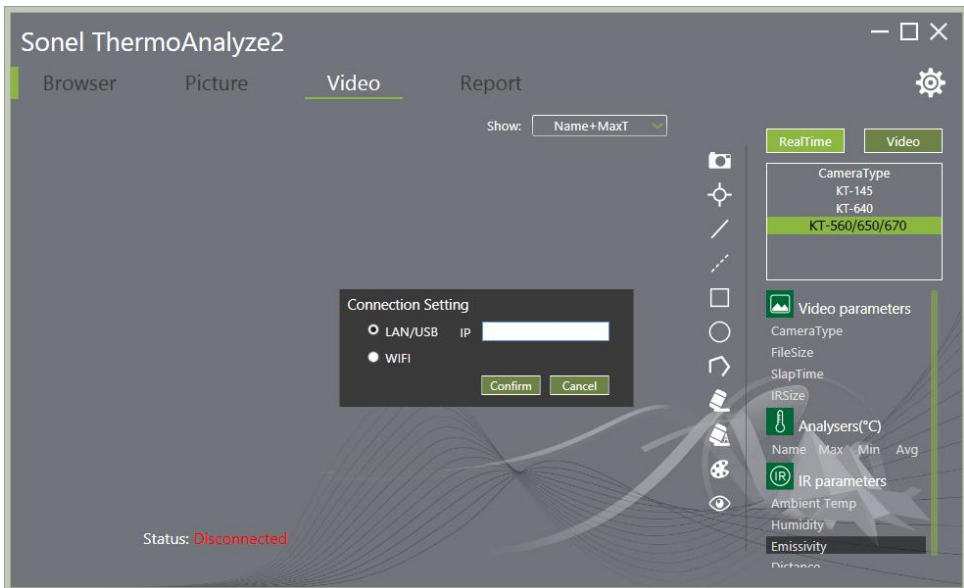 Sonel ThermoAnalyze2
Browser Picture Video Report
Show: Name+MaxT
RealTime Video
CameraType
KT-145
KT-640
KT-560/650/670
Connection Setting
LAN/USB IP
WIFI
Confirm Cancel
Video parameters
CameraType
FileSize
SlapTime
IRSize
Analysers(°C)
Name Max Min Avg
IR IR parameters
Ambient Temp
Humidity
Emissivity
Distance
Status: Disconnected